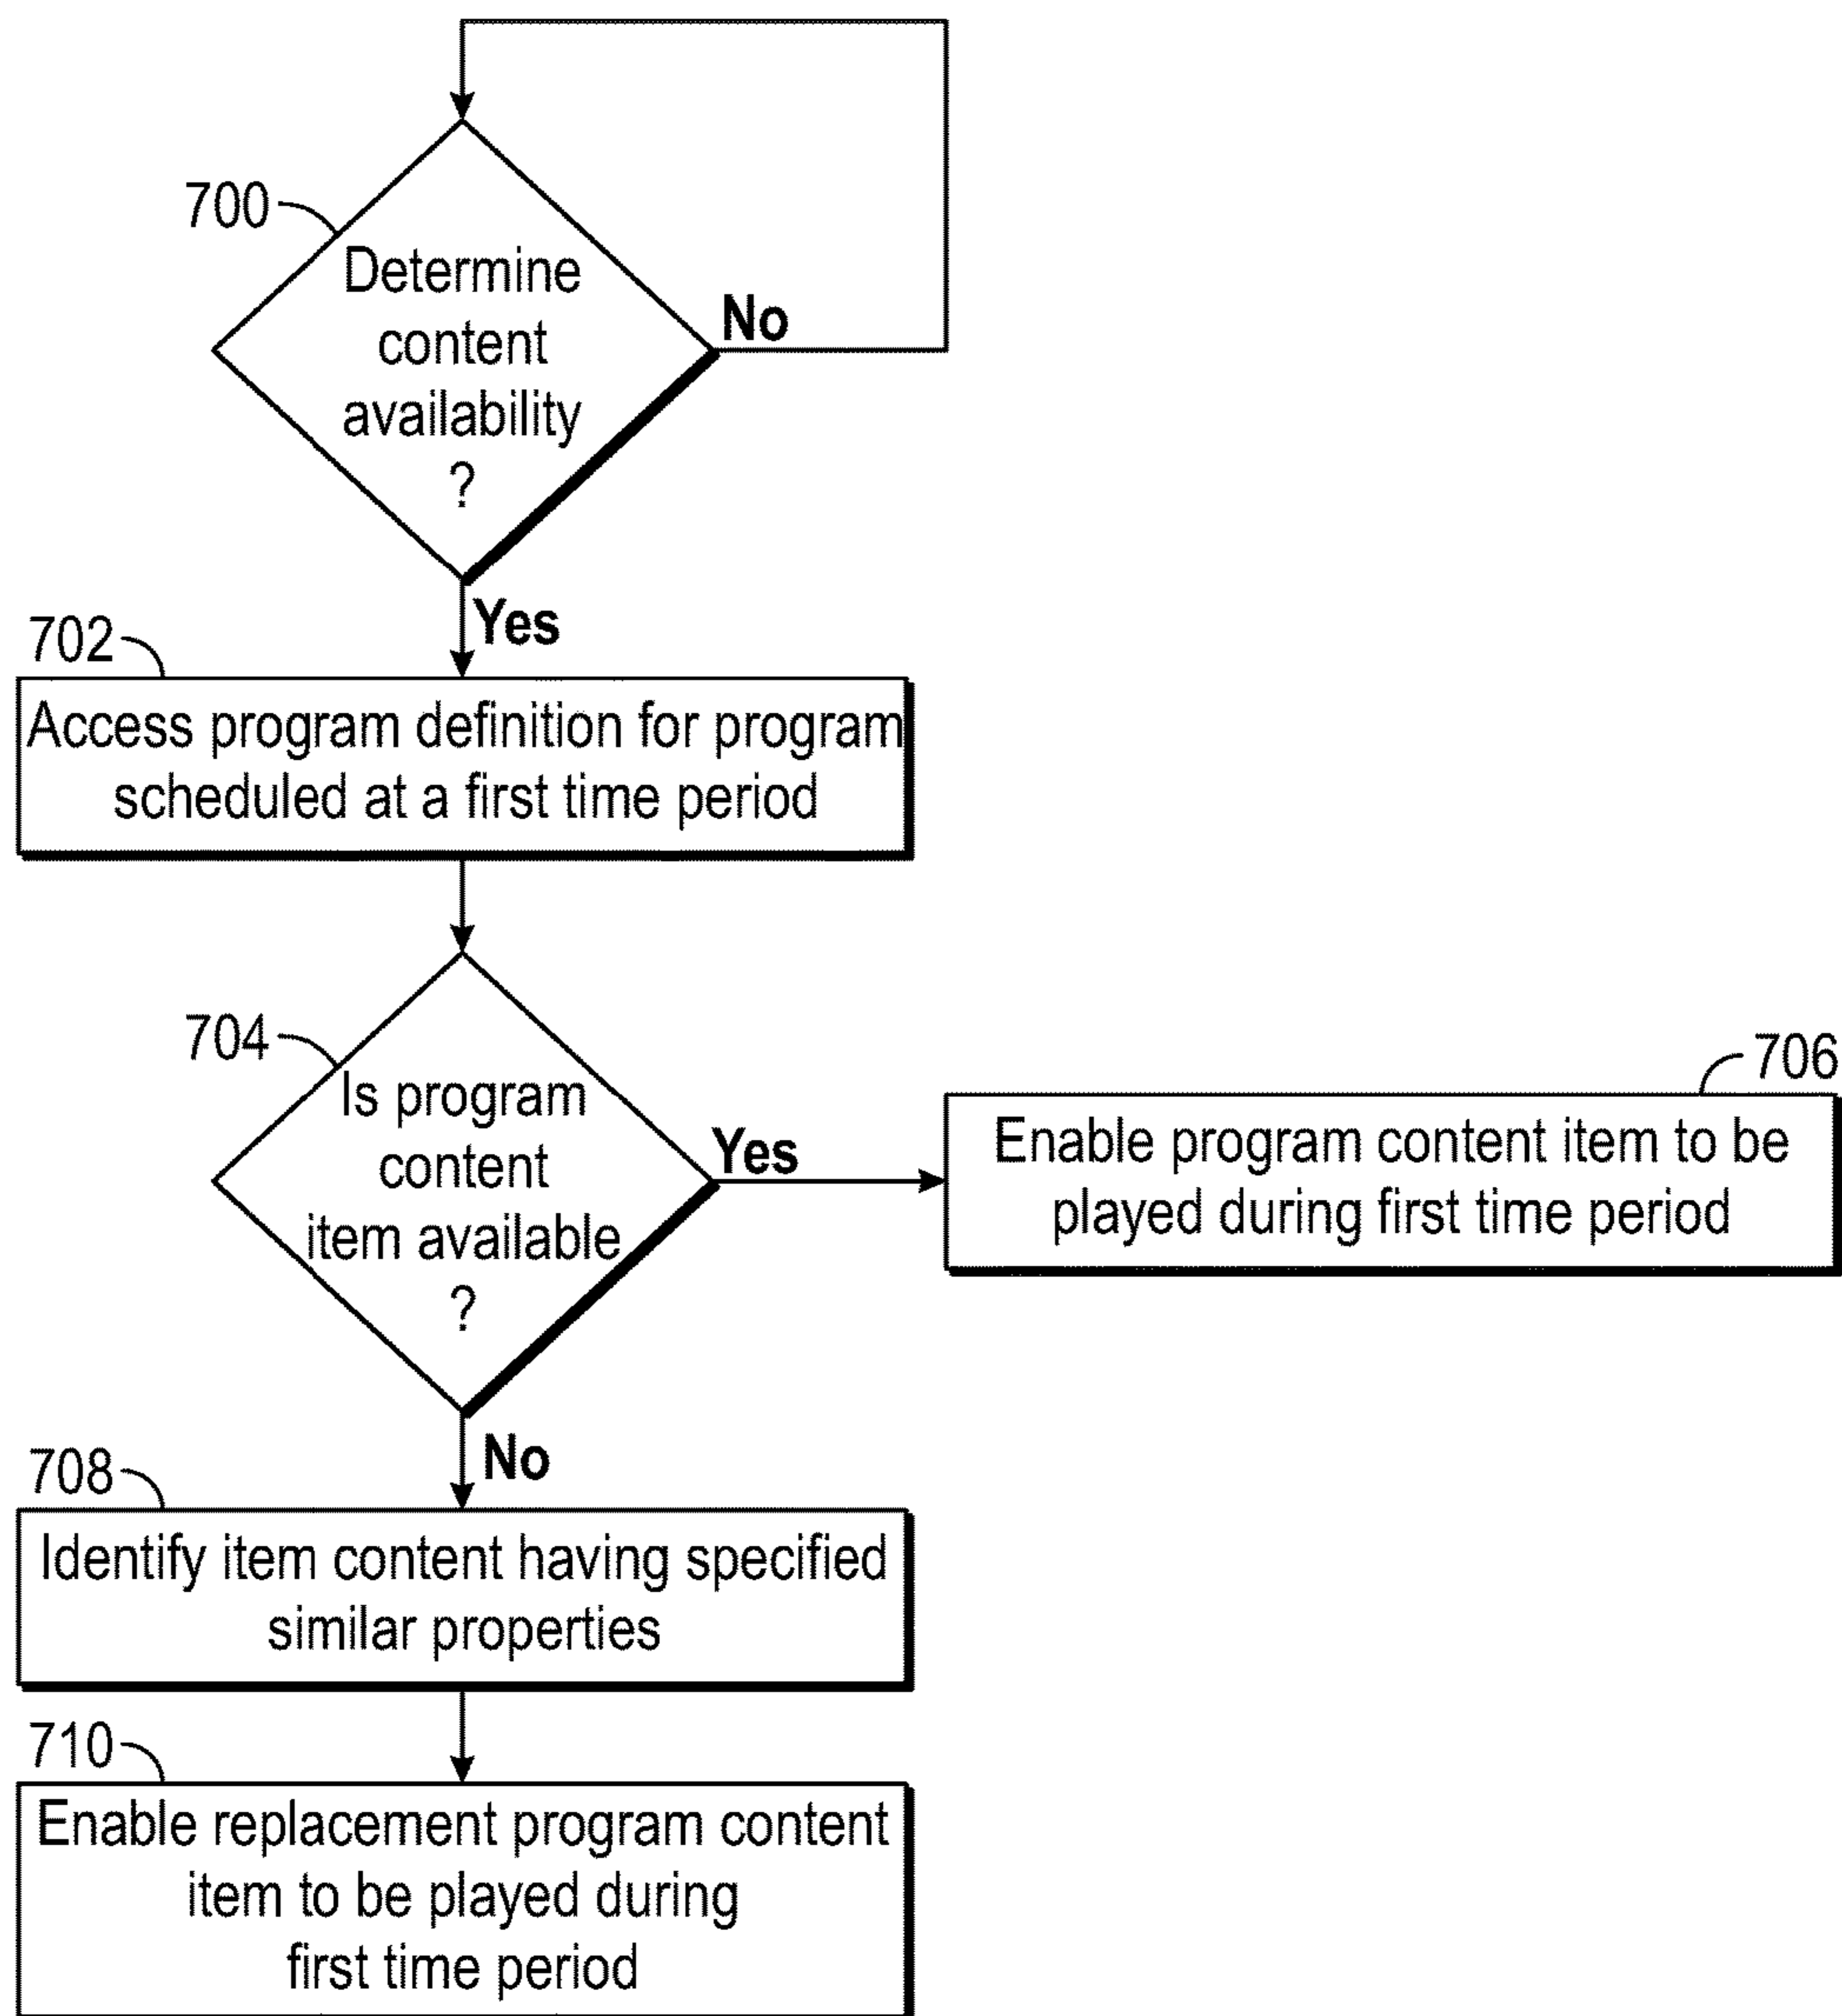 700
Determine
content
availability
?
No
Yes
702
Access program definition for program
scheduled at a first time period
704
Is program
content
item available
?
Yes
706
Enable program content item to be
played during first time period
No
708
Identify item content having specified
similar properties
710
Enable replacement program content
item to be played during
first time period